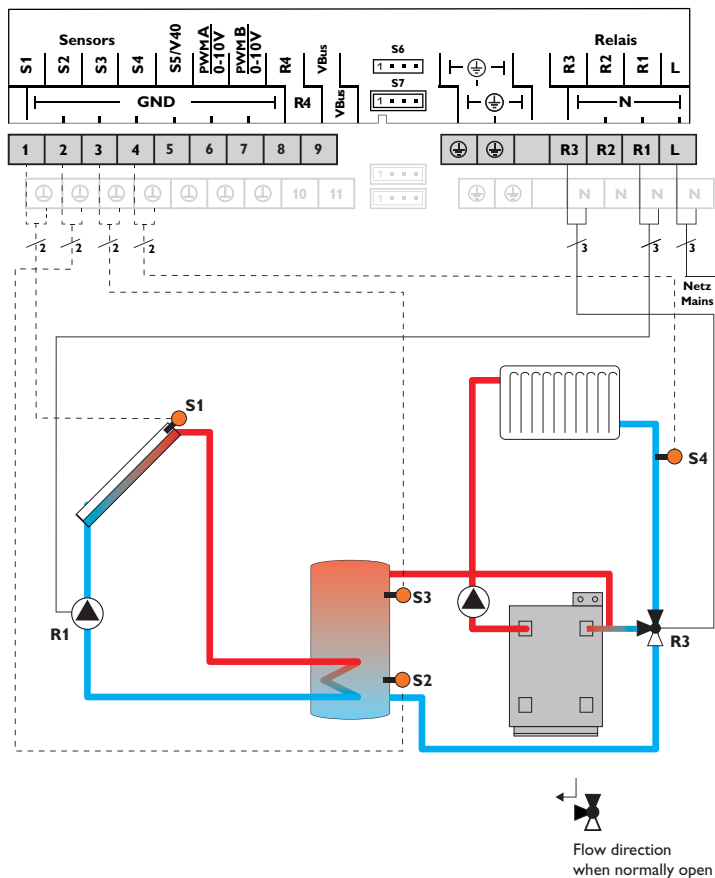 Sensors
Relais
S1 S2 S3 S4 S5/V40 PWM A 0-10V PWM B 0-10V R4 VBus
S6
1
S7
1
R3 R2 R1 L
GND
R4
VBus
N
1 2 3 4 5 6 7 8 9
R3 R2 R1 L
10 11
1
1
N N N N
2 2 2 2
3 3 3
Netz
Mains
S1
S4
S3
R1
R3
S2
Flow direction
when normally open